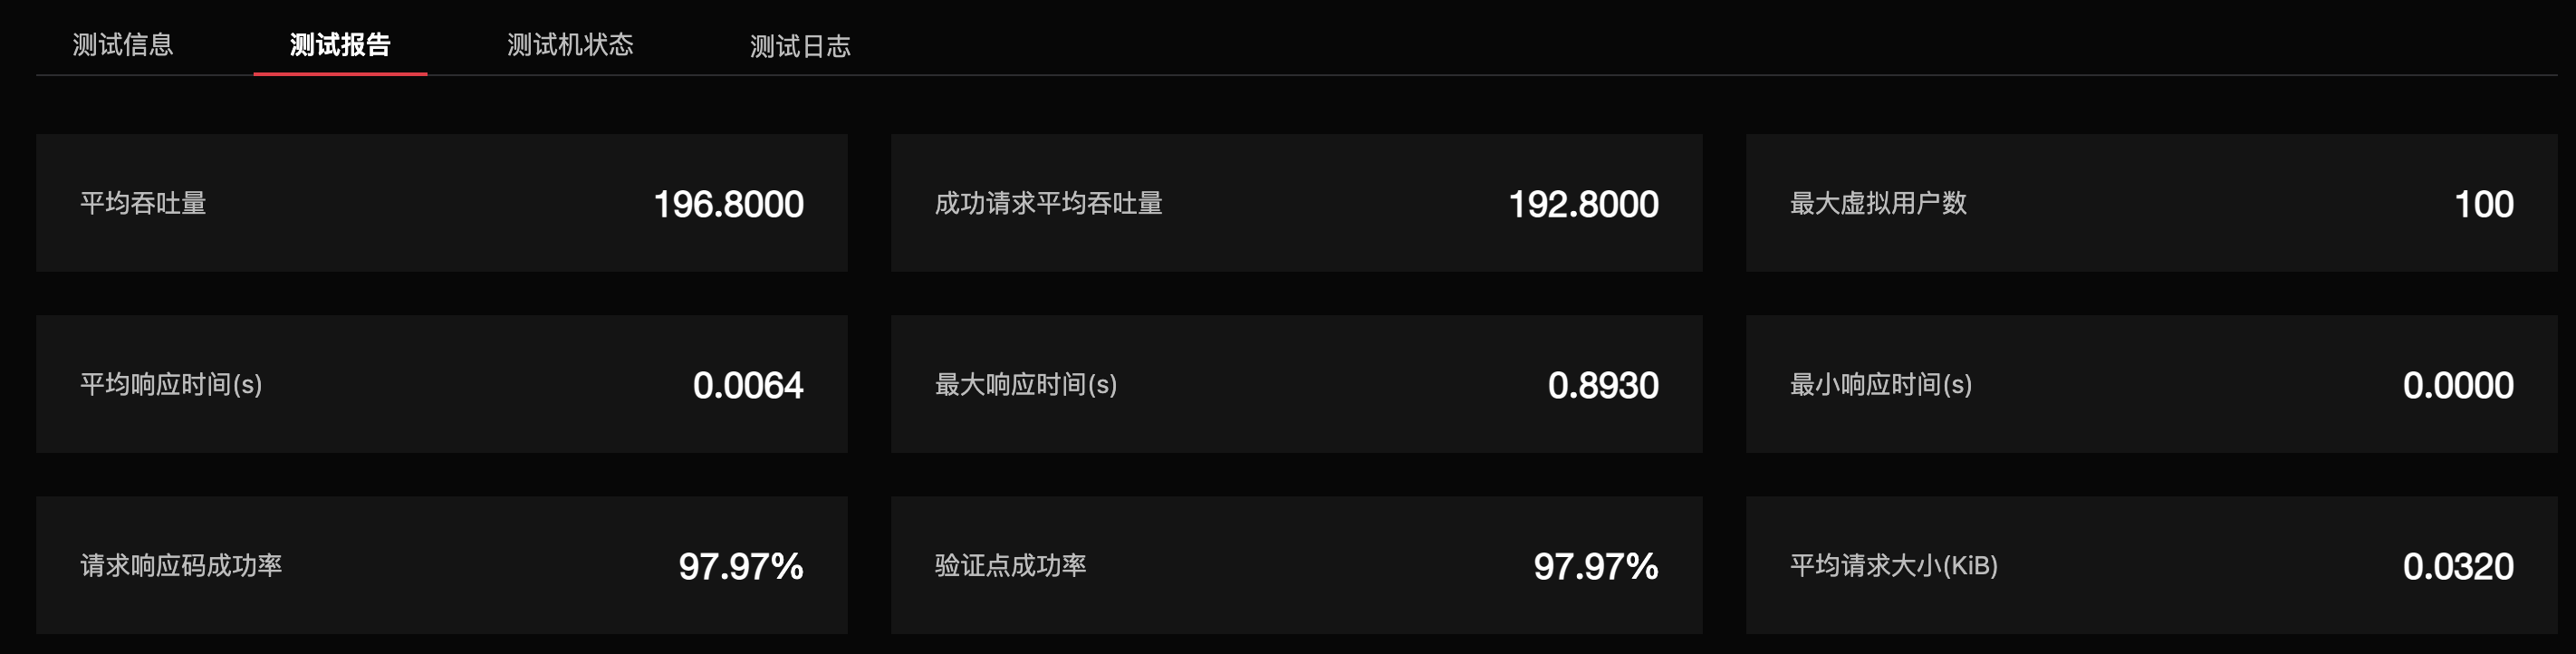 测试信息 测试报告 测试机状态 测试日志
平均吞吐量 196.8000 成功请求平均吞吐量 192.8000 最大虚拟用户数 100
平均响应时间(s) 0.0064 最大响应时间(s) 0.8930 最小响应时间(s) 0.0000
请求响应码成功率 97.97% 验证点成功率 97.97% 平均请求大小(KiB) 0.0320